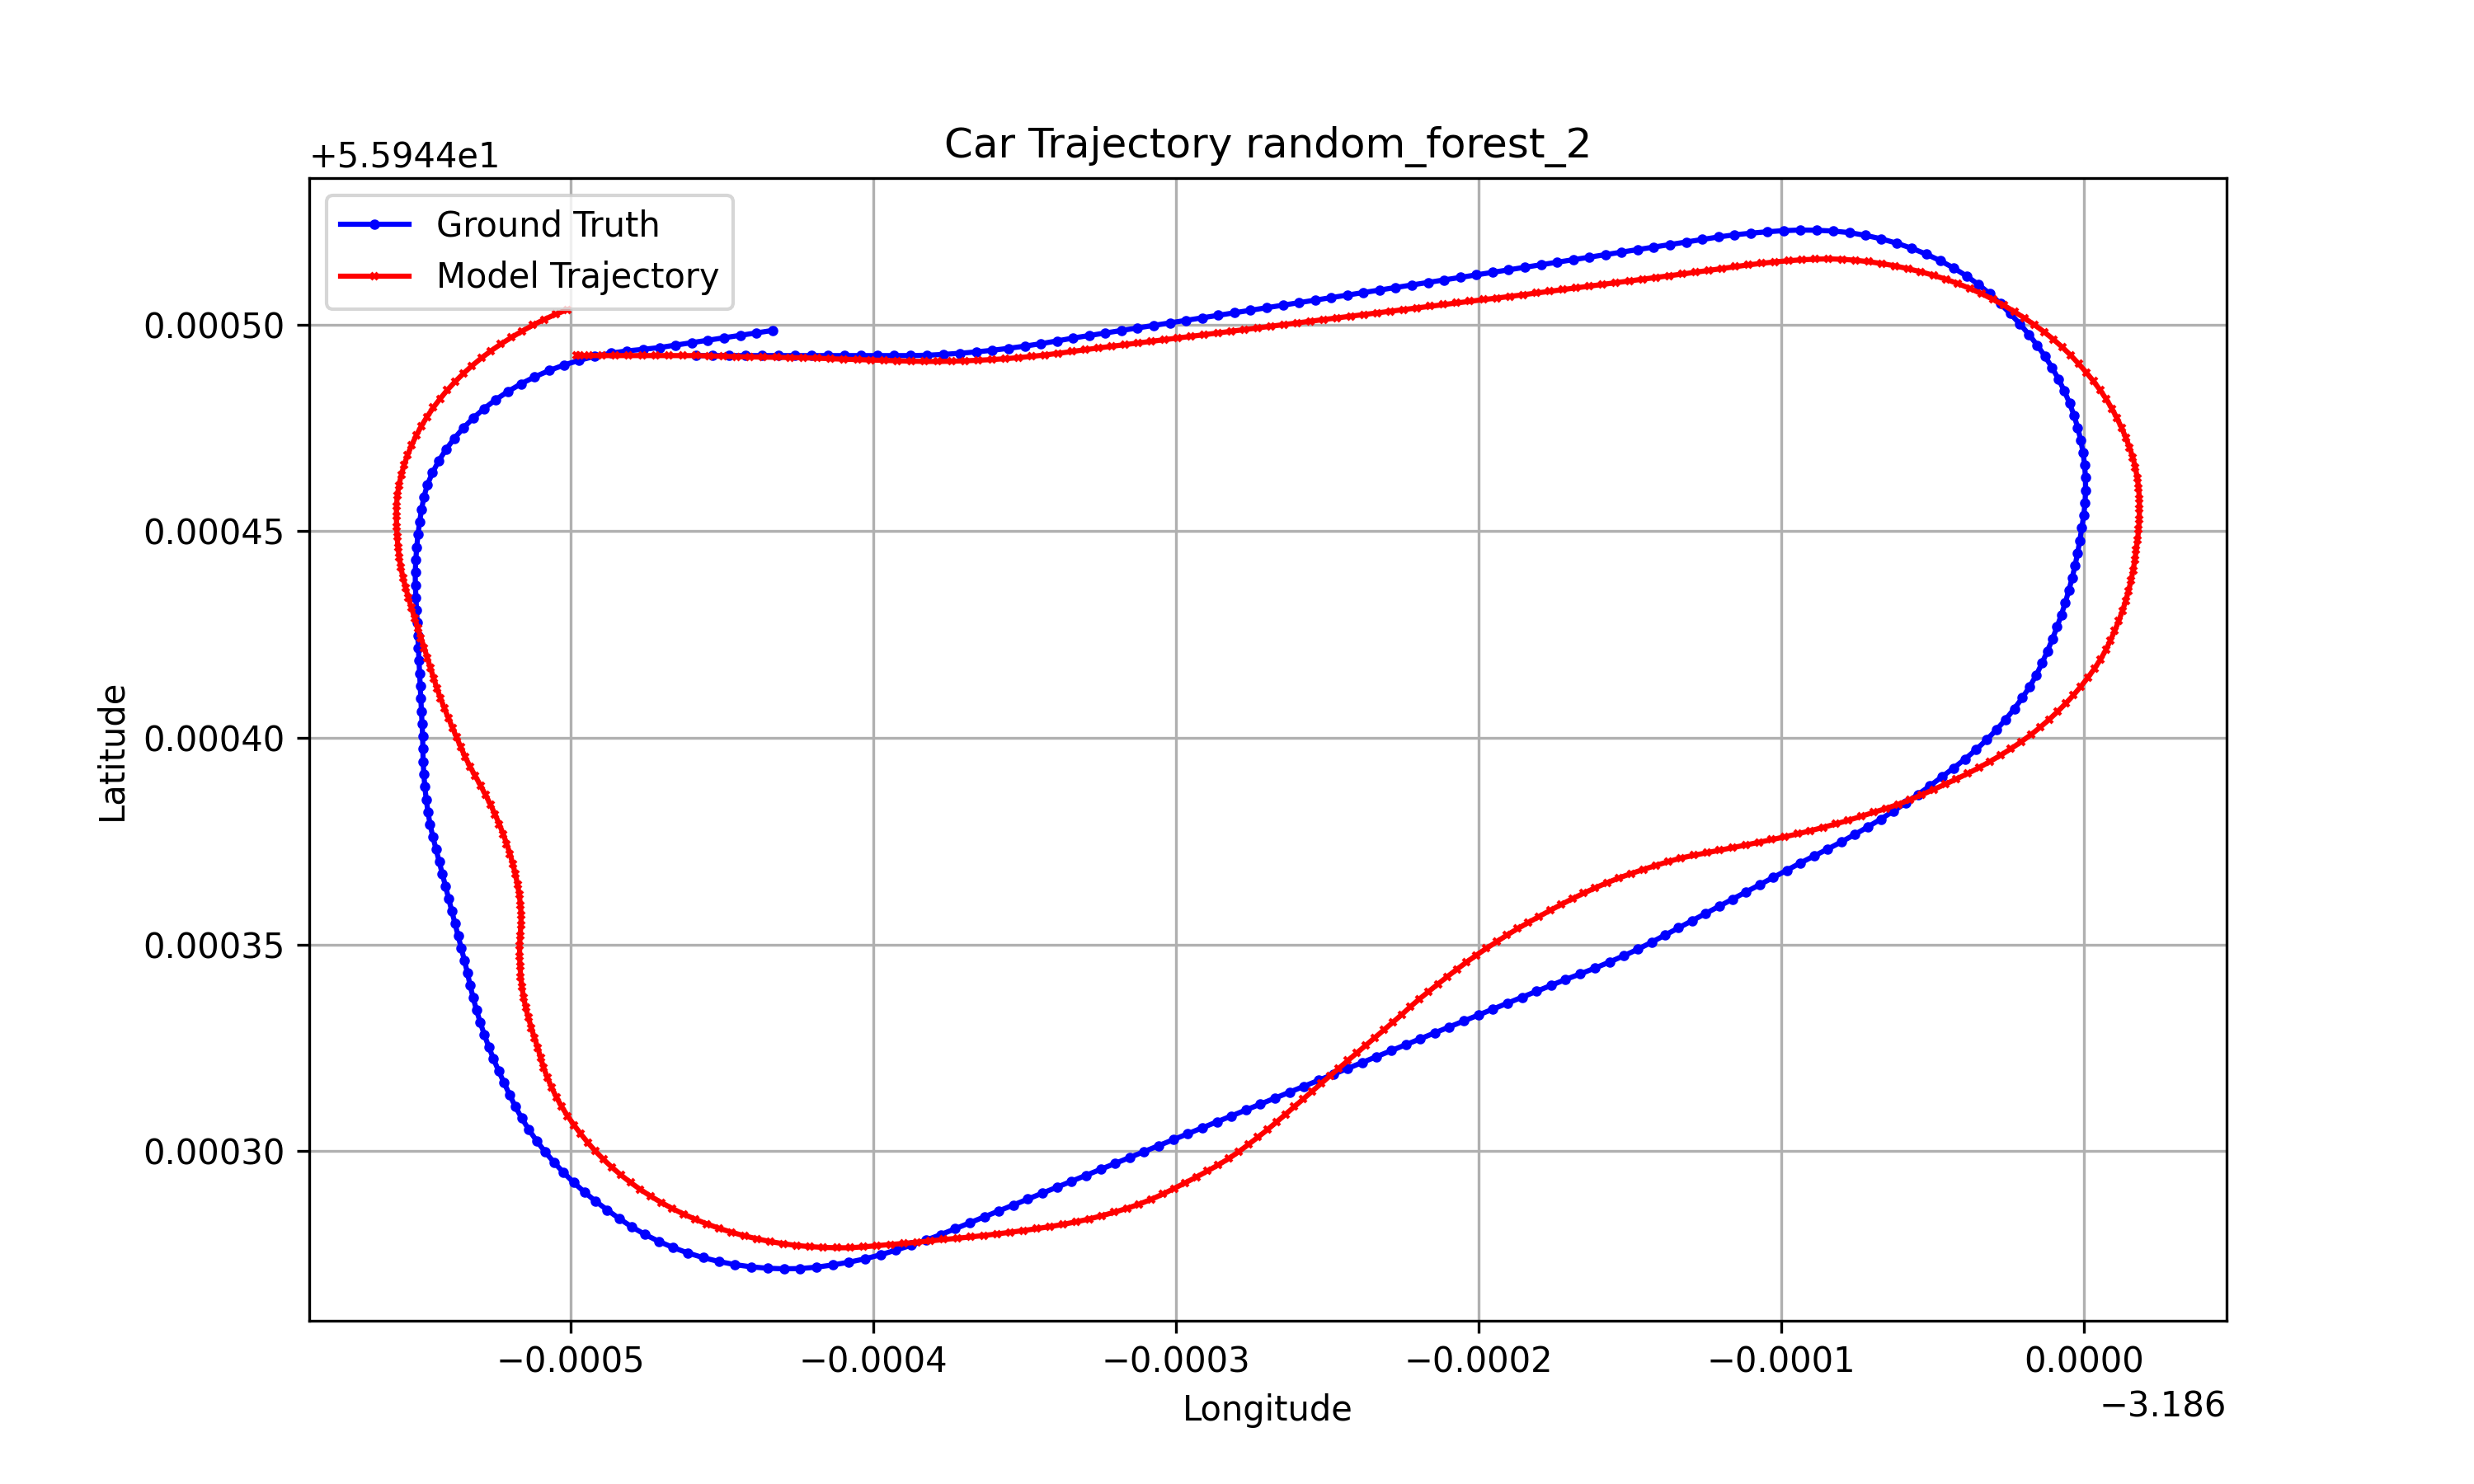 Car Trajectory random_forest_2
+5.5944e1
Ground Truth
Model Trajectory
0.00050
0.00045
0.00040
0.00035
0.00030
Latitude
−0.0005
−0.0004
−0.0003
−0.0002
−0.0001
0.0000
Longitude
−3.186